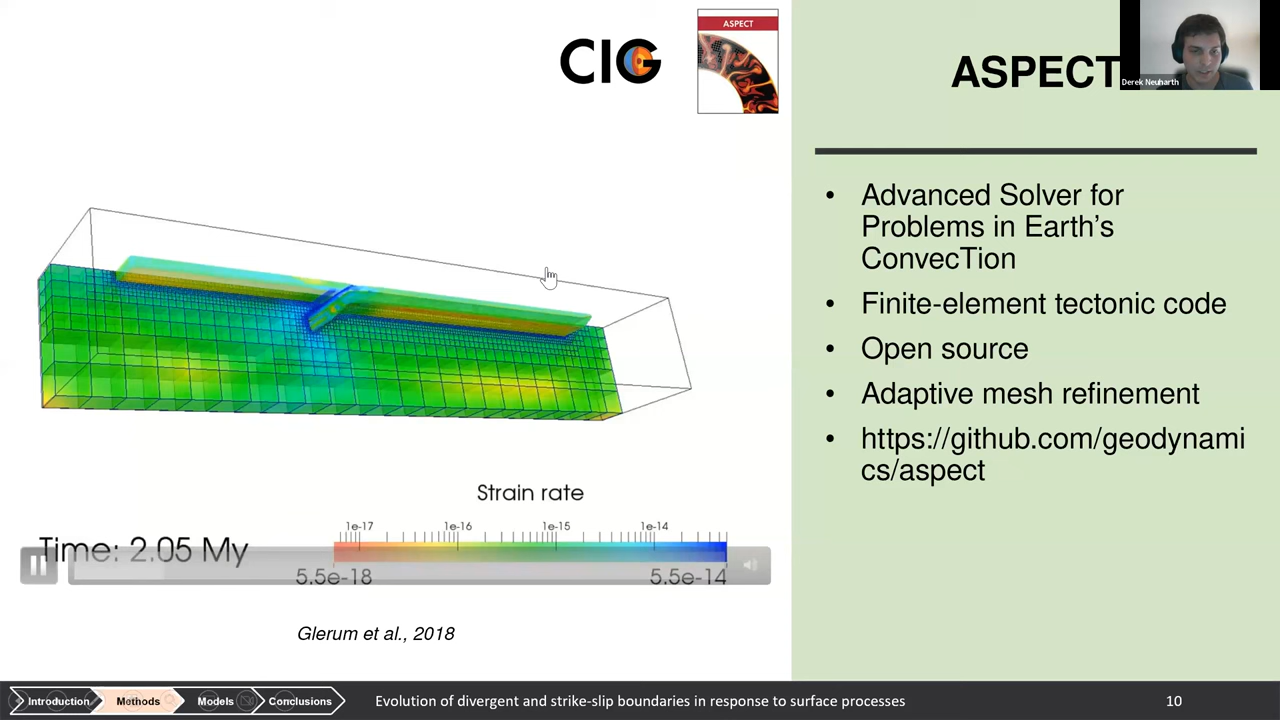 CIG
ASPECT
ASPECT
Derek Neuharth
• Advanced Solver for
Problems in Earth's
ConvecTion
• Finite-element tectonic code
• Open source
• Adaptive mesh refinement
• https://github.com/geodynami
cs/aspect
Strain rate
1e-17 1e-16 1e-15 1e-14
Time: 2.05 My
5.5e-18 5.5e-14
Glerum et al., 2018
Introduction Methods Models Conclusions
Evolution of divergent and strike-slip boundaries in response to surface processes
10